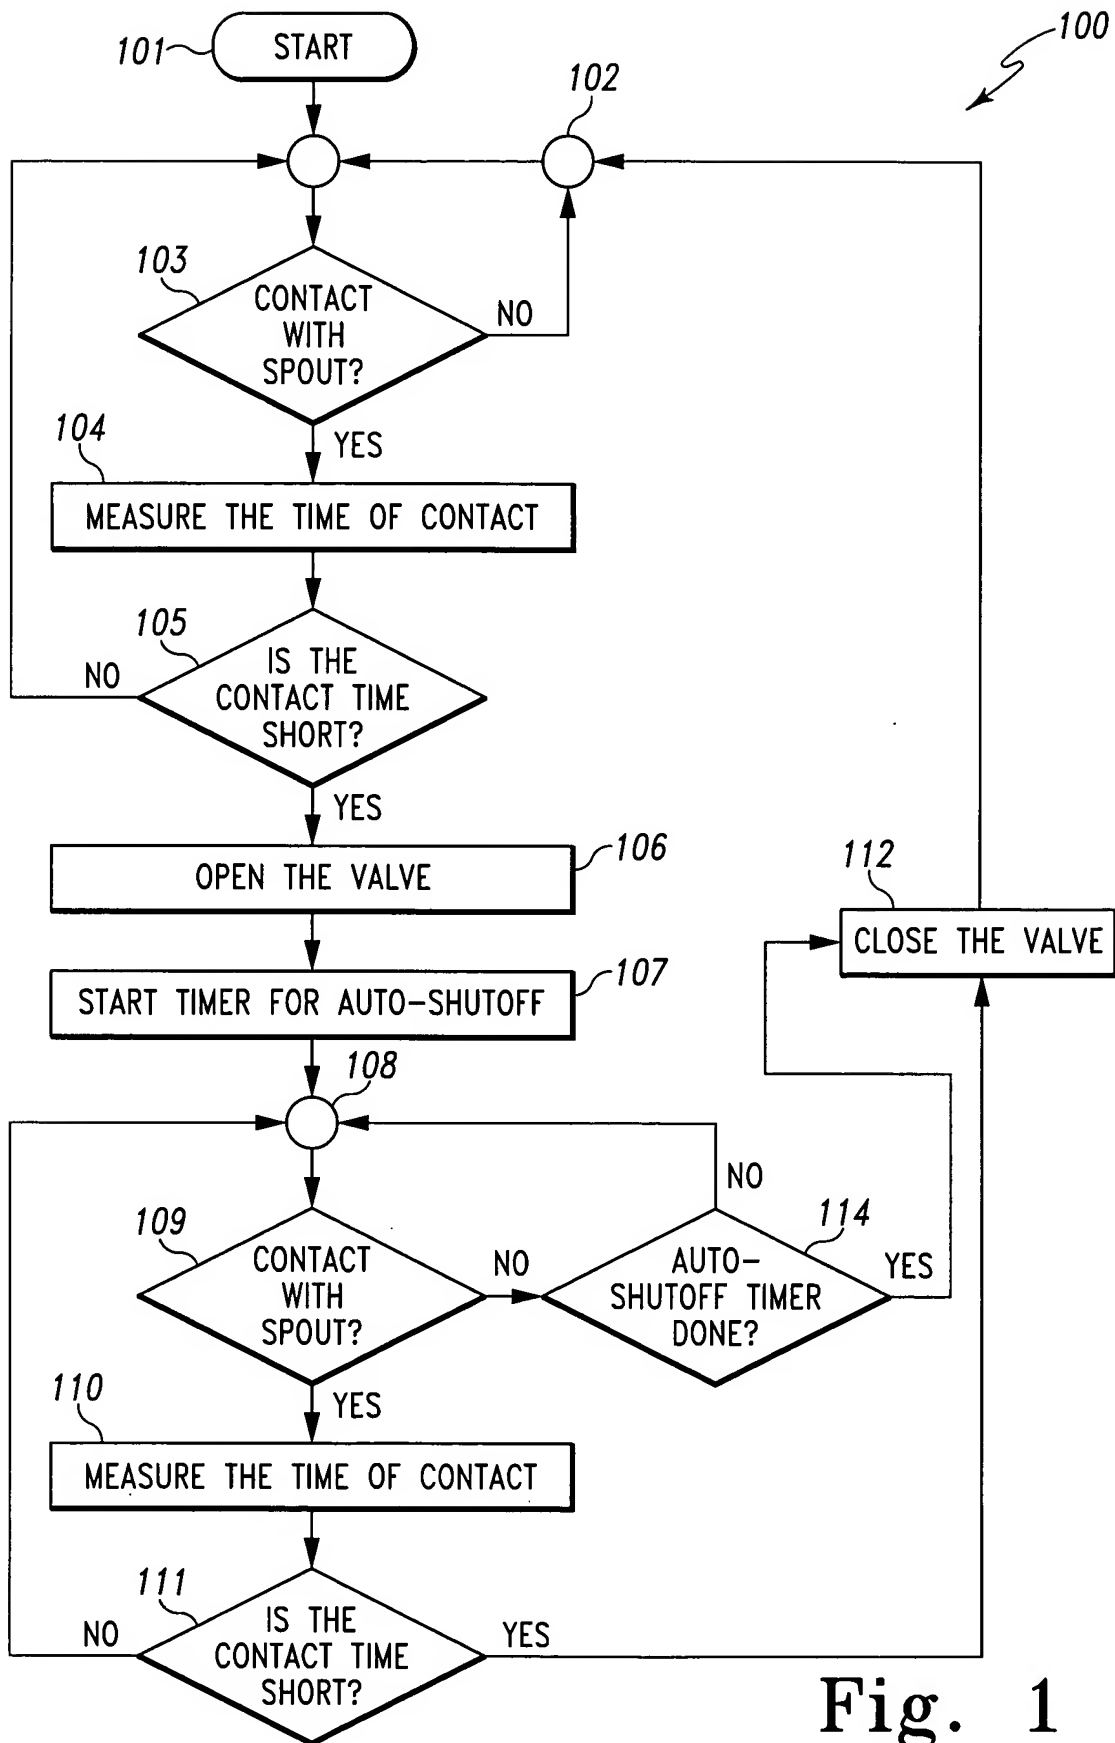 100
101
START
102
103
CONTACT
WITH
SPOUT?
NO
YES
104
MEASURE THE TIME OF CONTACT
105
IS THE
CONTACT TIME
SHORT?
NO
YES
OPEN THE VALVE
106
112
CLOSE THE VALVE
START TIMER FOR AUTO-SHUTOFF
107
108
109
CONTACT
WITH
SPOUT?
NO
NO
114
AUTO-
SHUTOFF TIMER
DONE?
YES
YES
110
MEASURE THE TIME OF CONTACT
111
IS THE
CONTACT TIME
SHORT?
NO
YES
Fig. 1